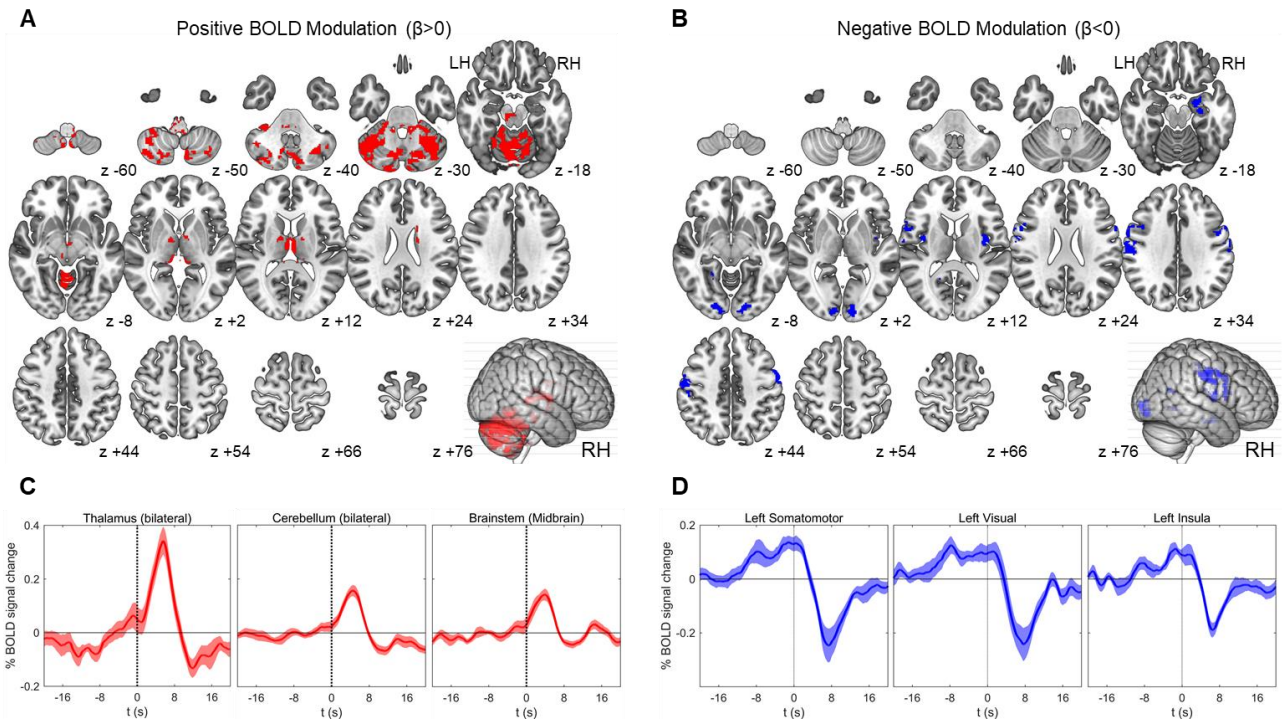 A
Positive BOLD Modulation (β>0)
LH RH
z -60 z -50 z -40 z -30 z -18
z -8 z +2 z +12 z +24 z +34
z +44 z +54 z +66 z +76 RH
B
Negative BOLD Modulation (β<0)
LH RH
z -60 z -50 z -40 z -30 z -18
z -8 z +2 z +12 z +24 z +34
z +44 z +54 z +66 z +76 RH
C
Thalamus (bilateral) Cerebellum (bilateral) Brainstem (Midbrain)
% BOLD signal change
0.4
0.2
0
-0.2
-16 -8 0 8 16 -16 -8 0 8 16 -16 -8 0 8 16
t (s) t (s) t (s)
D
Left Somatomotor Left Visual Left Insula
% BOLD signal change
0.2
0
-0.2
-16 -8 0 8 16 -16 -8 0 8 16 -16 -8 0 8 16
t (s) t (s) t (s)